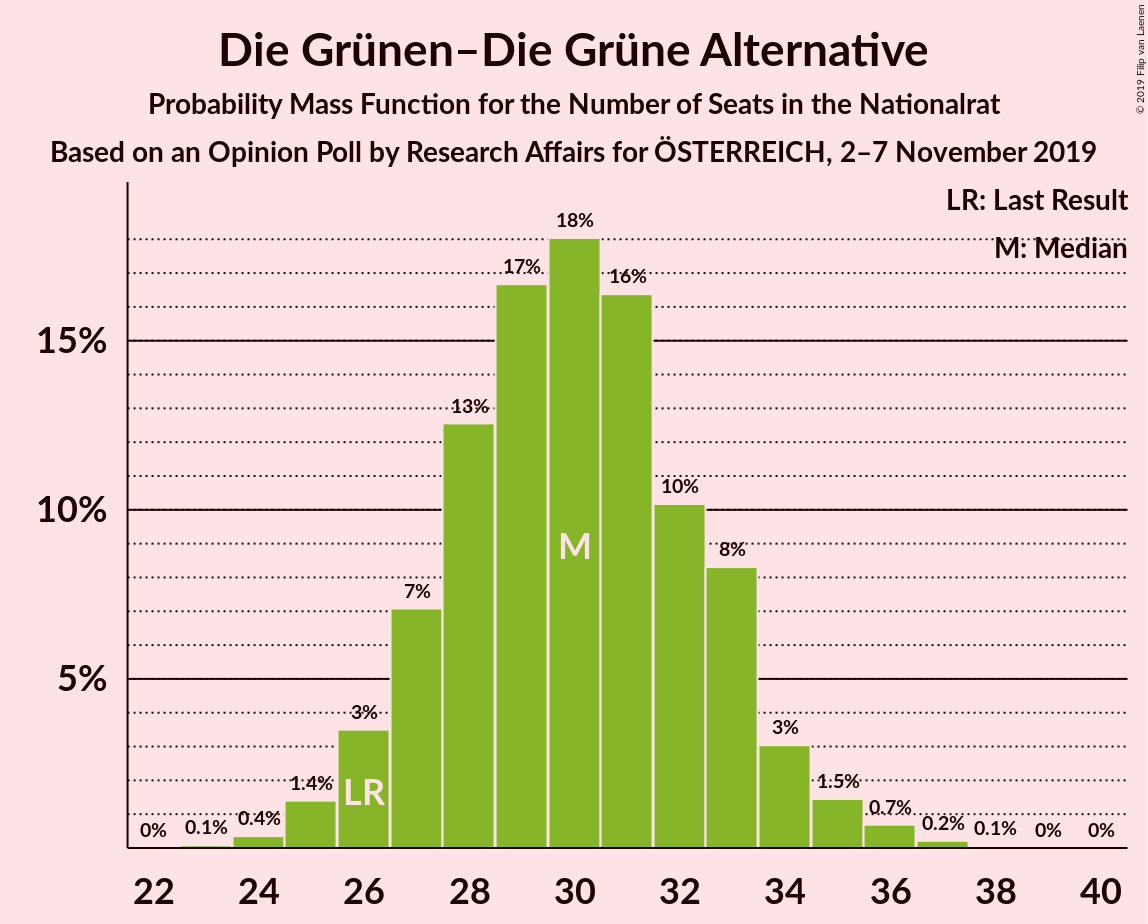 Die Grünen–Die Grüne Alternative
Probability Mass Function for the Number of Seats in the Nationalrat
Based on an Opinion Poll by Research Affairs for ÖSTERREICH, 2–7 November 2019
© 2019 Filip van Laenen
LR: Last Result
M: Median
15%
10%
5%
0%
0.1%
0.4%
1.4%
3%
7%
13%
17%
18%
16%
10%
8%
3%
1.5%
0.7%
0.2%
0.1%
0%
0%
LR
M
22 24 26 28 30 32 34 36 38 40